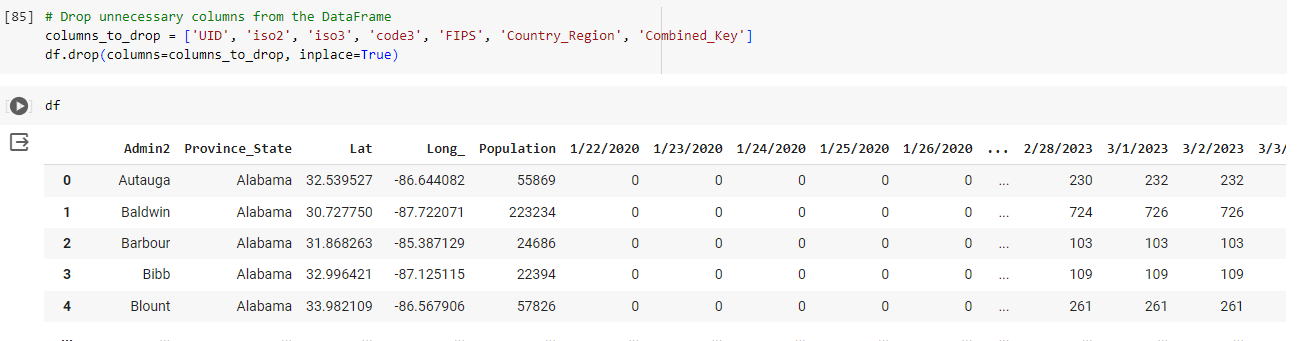 [85] # Drop unnecessary columns from the DataFrame
columns_to_drop = ['UID', 'iso2', 'iso3', 'code3', 'FIPS', 'Country_Region', 'Combined_Key']
df.drop(columns=columns_to_drop, inplace=True)
df
Admin2 Province_State Lat Long_ Population 1/22/2020 1/23/2020 1/24/2020 1/25/2020 1/26/2020 ... 2/28/2023 3/1/2023 3/2/2023 3/3/
0 Autauga Alabama 32.539527 -86.644082 55869 0 0 0 0 0 ... 230 232 232
1 Baldwin Alabama 30.727750 -87.722071 223234 0 0 0 0 0 ... 724 726 726
2 Barbour Alabama 31.868263 -85.387129 24686 0 0 0 0 0 ... 103 103 103
3 Bibb Alabama 32.996421 -87.125115 22394 0 0 0 0 0 ... 109 109 109
4 Blount Alabama 33.982109 -86.567906 57826 0 0 0 0 0 ... 261 261 261
... ... ... ... ... ... ... ... ... ... ... ... ... ...